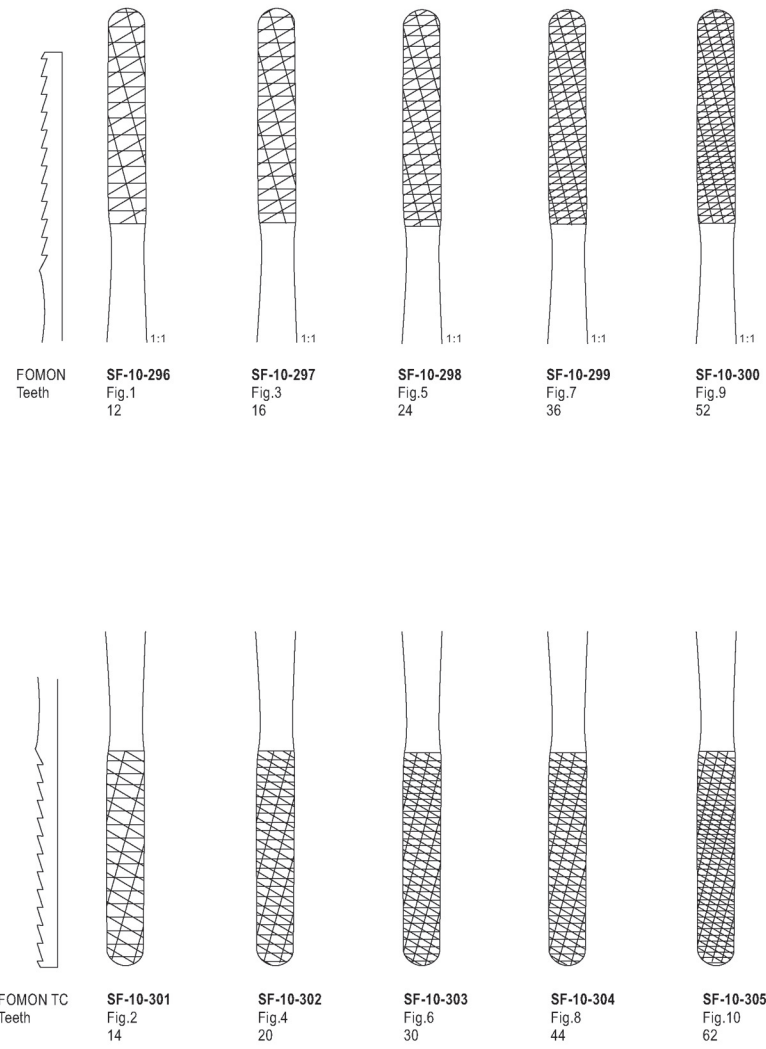 1:1 1:1 1:1 1:1 1:1
FOMON SF-10-296 SF-10-297 SF-10-298 SF-10-299 SF-10-300
Teeth Fig.1 Fig.3 Fig.5 Fig.7 Fig.9
12 16 24 36 52
FOMON TC SF-10-301 SF-10-302 SF-10-303 SF-10-304 SF-10-305
Teeth Fig.2 Fig.4 Fig.6 Fig.8 Fig.10
14 20 30 44 62